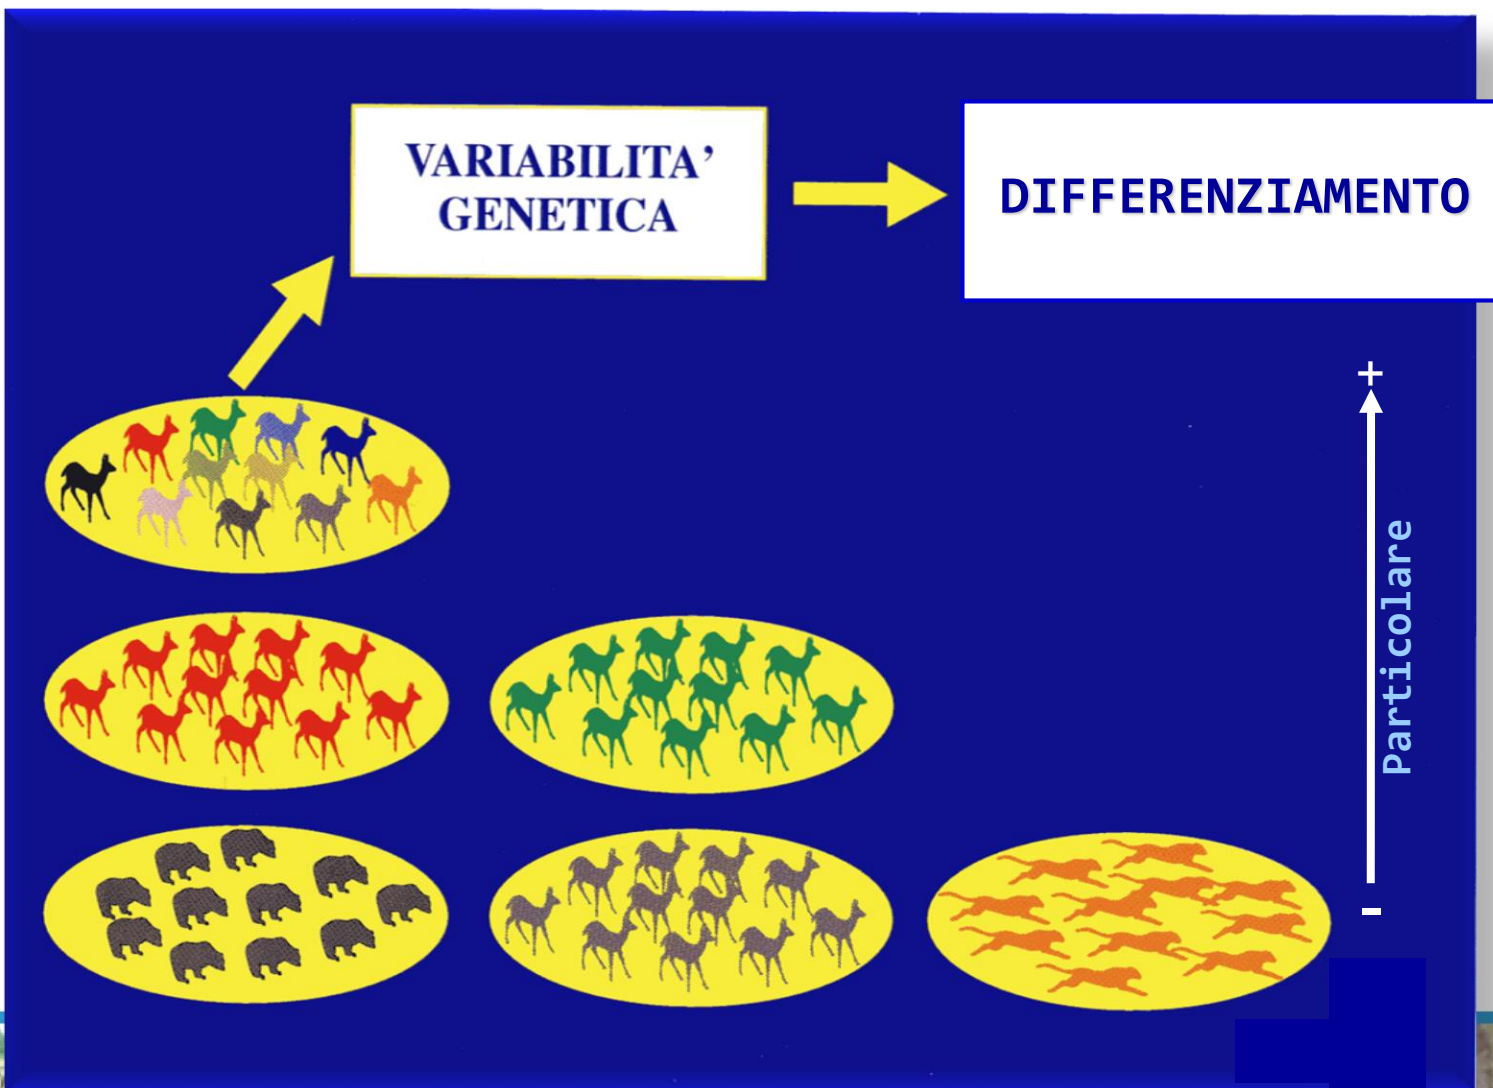 VARIABILITA’
GENETICA
DIFFERENZIAMENTO
+
Particolare
-